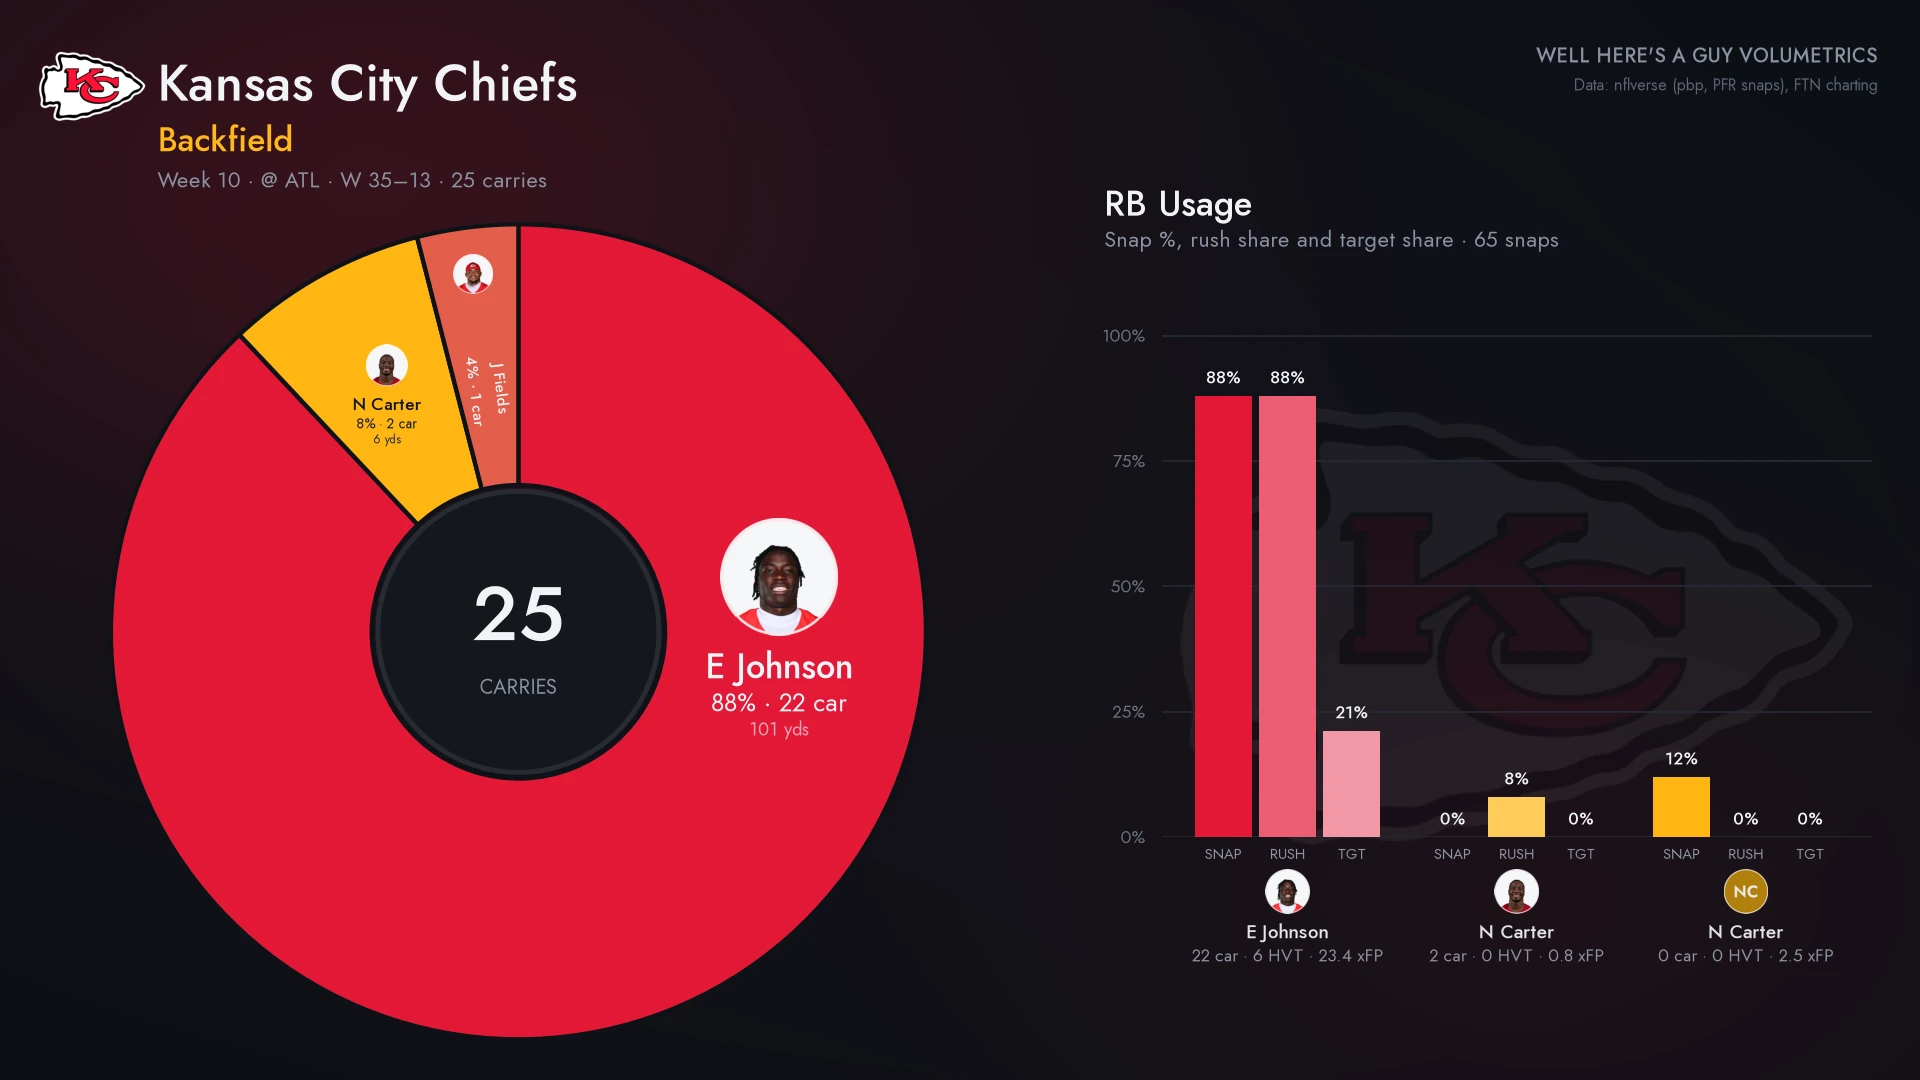 Kansas City Chiefs
Backfield
Week 10 · @ ATL · W 35–13 · 25 carries
WELL HERE'S A GUY VOLUMETRICS
Data: nflverse (pbp, PFR snaps), FTN charting
J Fields
4% · 1 car
N Carter
8% · 2 car
6 yds
25
CARRIES
E Johnson
88% · 22 car
101 yds
RB Usage
Snap %, rush share and target share · 65 snaps
100%
75%
50%
25%
0%
88% 88% 21% 0% 8% 0% 12% 0% 0%
SNAP RUSH TGT SNAP RUSH TGT SNAP RUSH TGT
NC
E Johnson N Carter N Carter
22 car · 6 HVT · 23.4 xFP 2 car · 0 HVT · 0.8 xFP 0 car · 0 HVT · 2.5 xFP
KC
KC